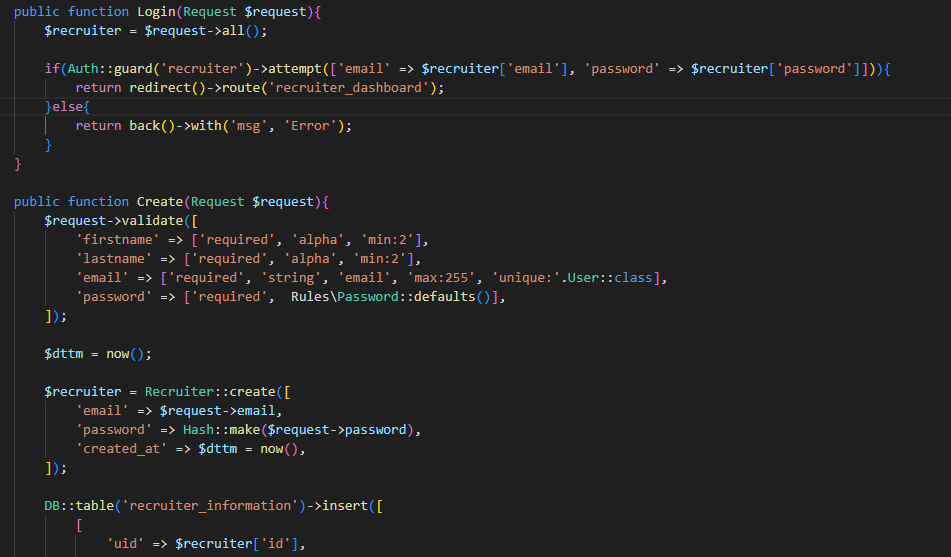 public function Login(Request $request){
    $recruiter = $request->all();

    if(Auth::guard('recruiter')->attempt(['email' => $recruiter['email'], 'password' => $recruiter['password']])){
        return redirect()->route('recruiter_dashboard');
    }else{
        return back()->with('msg', 'Error');
    }
}

public function Create(Request $request){
    $request->validate([
        'firstname' => ['required', 'alpha', 'min:2'],
        'lastname' => ['required', 'alpha', 'min:2'],
        'email' => ['required', 'string', 'email', 'max:255', 'unique:'.User::class],
        'password' => ['required',  Rules\Password::defaults()],
    ]);

    $dttm = now();

    $recruiter = Recruiter::create([
        'email' => $request->email,
        'password' => Hash::make($request->password),
        'created_at' => $dttm = now(),
    ]);

    DB::table('recruiter_information')->insert([
        [
            'uid' => $recruiter['id'],